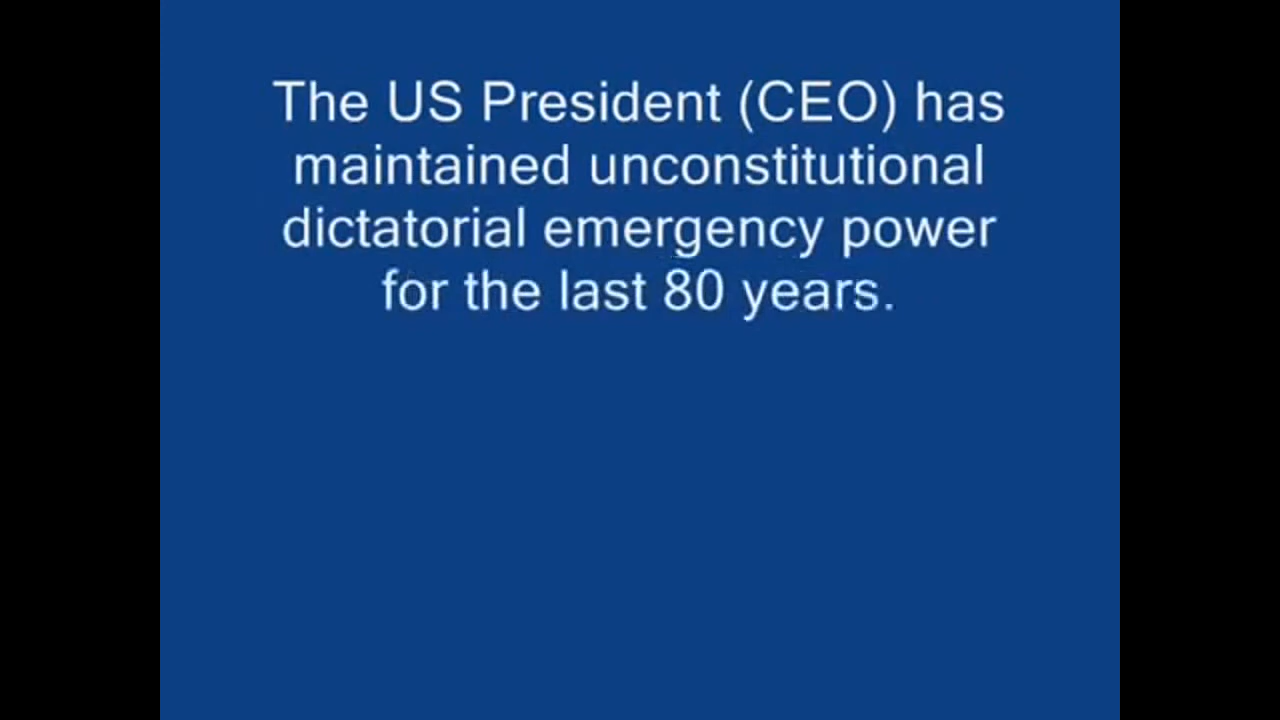 The US President (CEO) has
maintained unconstitutional
dictatorial emergency power
for the last 80 years.